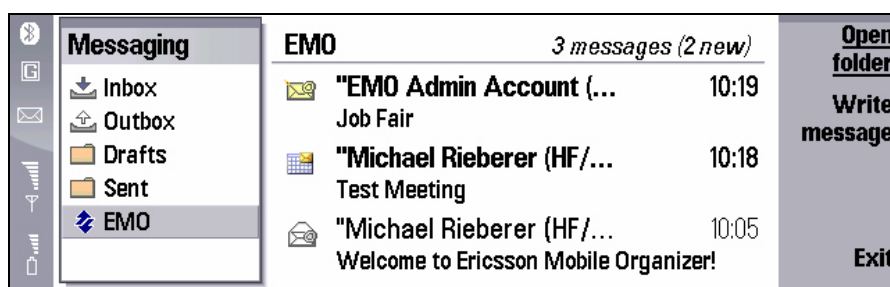 Messaging
Inbox
Outbox
Drafts
Sent
EMO
EMO 3 messages (2 new)
"EMO Admin Account (... 10:19
Job Fair
"Michael Rieberer (HF/... 10:18
Test Meeting
"Michael Rieberer (HF/... 10:05
Welcome to Ericsson Mobile Organizer!
Open
folder
Write
message
Exit
G